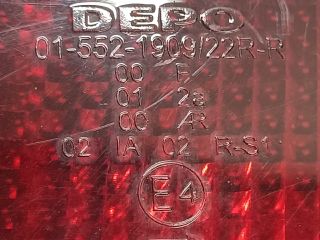 DEPO
01-552-1909/22R-R
00 F
01 2a
00 AR
02 IA 02 R-S1
E4